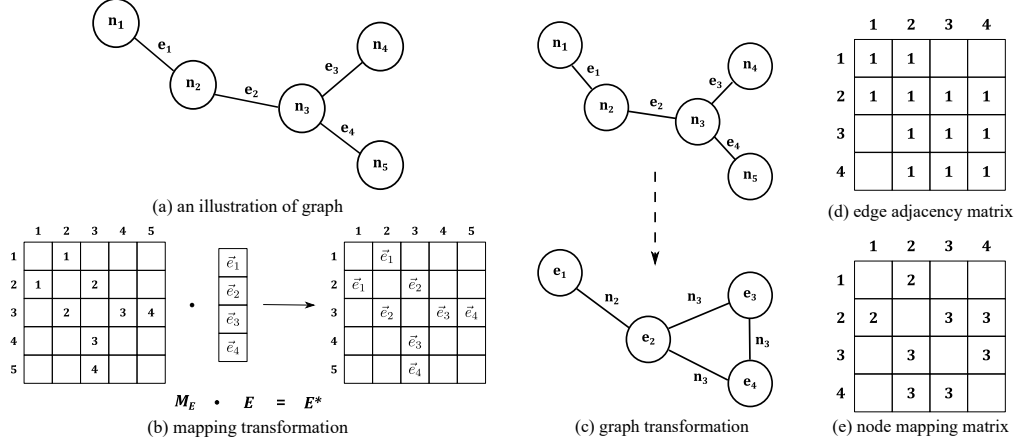 n1
e1
n2
e2
n3
e3
n4
e4
n5
(a) an illustration of graph
1 2 3 4 5
1 1
2 1 2
3 2 3 4
4 3
5 4
·
e⃗1
e⃗2
e⃗3
e⃗4
1 2 3 4 5
1 e⃗1
2 e⃗1 e⃗2
3 e⃗2 e⃗3 e⃗4
4 e⃗3
5 e⃗4
M_E · E = E*
(b) mapping transformation
n1
e1
n2
e2
n3
e3
n4
e4
n5
e1
n2
e2
n3
e3
n3
n3
e4
(c) graph transformation
1 2 3 4
1 1 1
2 1 1 1 1
3 1 1 1
4 1 1 1
(d) edge adjacency matrix
1 2 3 4
1 2
2 2 3 3
3 3 3
4 3 3
(e) node mapping matrix